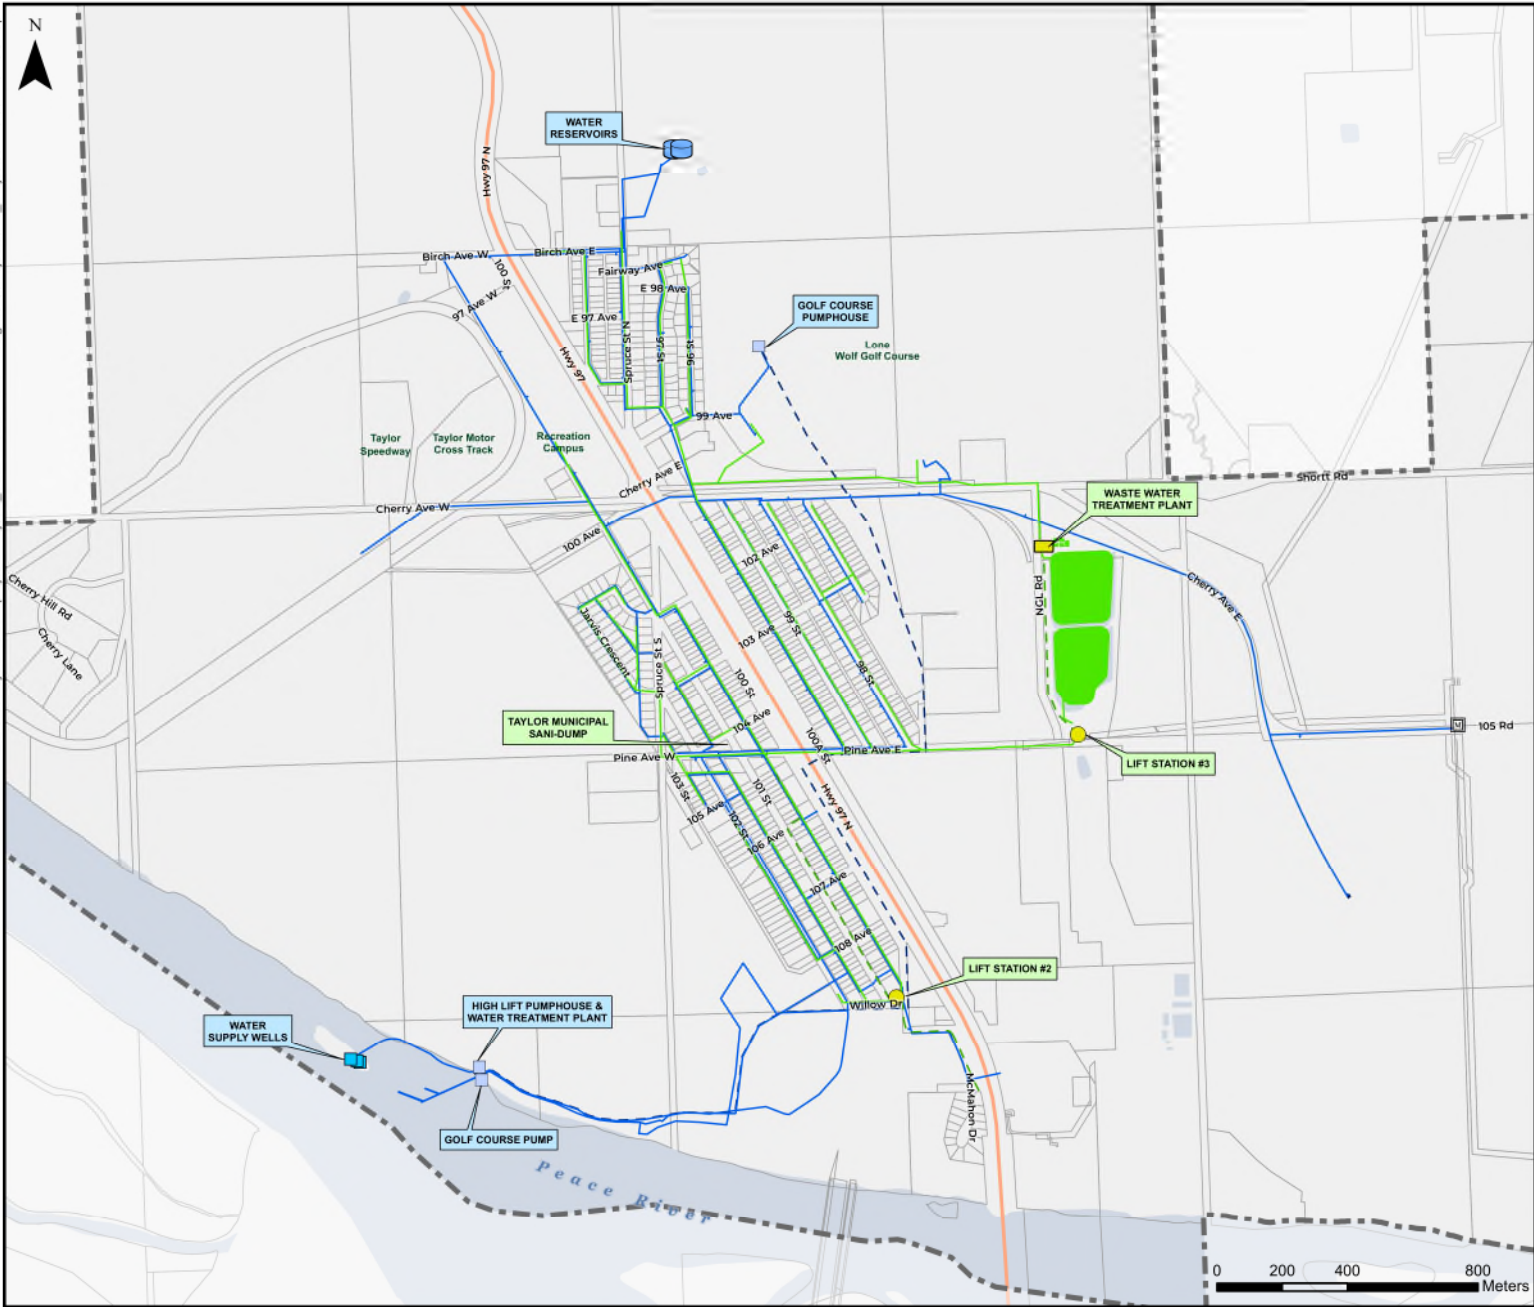 N
WATER
RESERVOIRS
Hwy 97 N
Birch Ave W
Birch Ave E
100 St
Fairway Ave
E 98 Ave
97 Ave W
E 97 Ave
Spruce St N
97 St
96 St
Hwy 97
GOLF COURSE
PUMPHOUSE
Lone
Wolf Golf Course
99 Ave
Taylor
Speedway
Taylor Motor
Cross Track
Recreation
Campus
Cherry Ave E
Shortt Rd
Cherry Ave W
WASTE WATER
TREATMENT PLANT
100 Ave
102 Ave
Cherry Hill Rd
Cherry Lane
NGL Rd
Cherry Ave E
Jarvis Crescent
Spruce St S
103 Ave
99 St
98 St
100 St
104 Ave
TAYLOR MUNICIPAL
SANI-DUMP
100A St
105 Rd
Pine Ave W
Pine Ave E
LIFT STATION #3
103 St
101 St
Hwy 97 N
105 Ave
102 St
106 Ave
107 Ave
108 Ave
LIFT STATION #2
Willow Dr
HIGH LIFT PUMPHOUSE &
WATER TREATMENT PLANT
WATER
SUPPLY WELLS
McMahon Dr
GOLF COURSE PUMP
Peace River
0 200 400 800
Meters